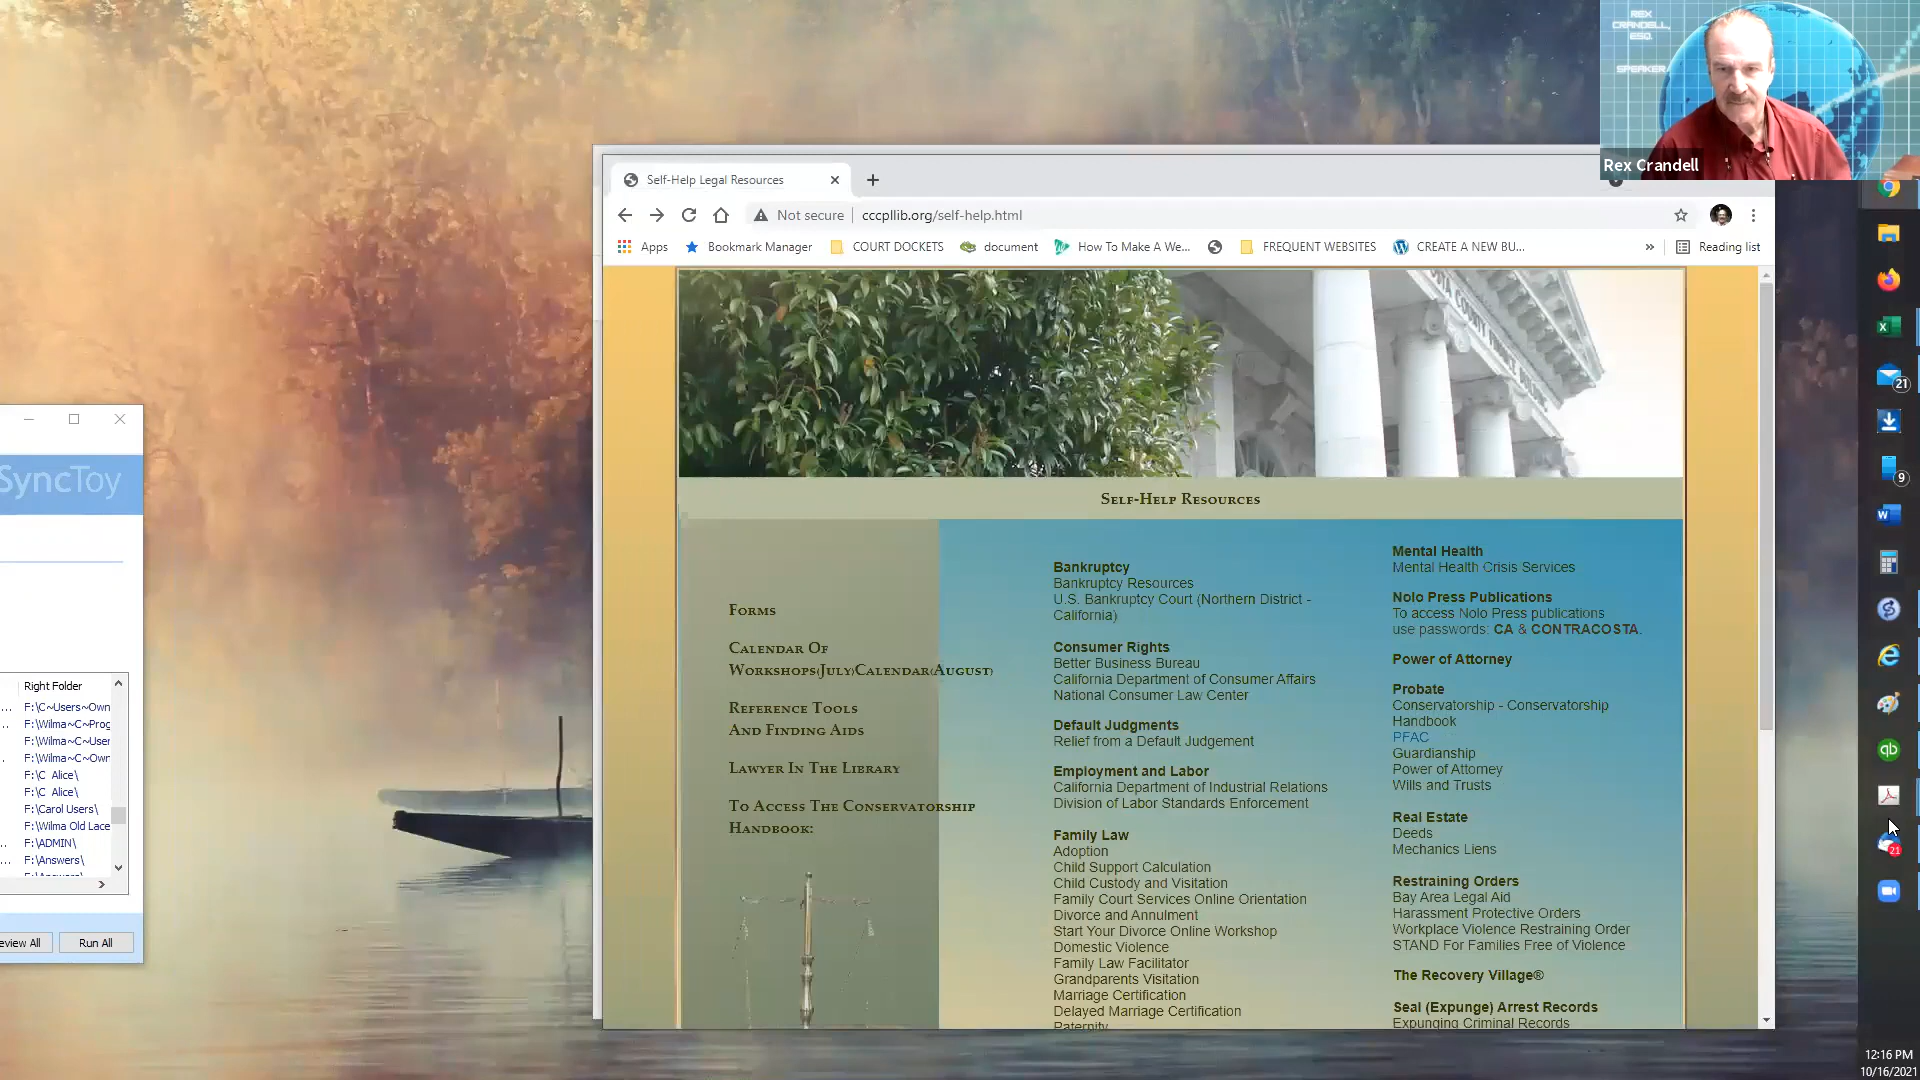 REX
CRANDELL,
ESQ.
SPEAKER
Rex Crandell
Self-Help Legal Resources
Not secure
cccpllib.org/self-help.html
Apps
Bookmark Manager
COURT DOCKETS
document
How To Make A We...
FREQUENT WEBSITES
CREATE A NEW BU...
»
Reading list
SELF-HELP RESOURCES
FORMS
CALENDAR OF
WORKSHOPS(JULY)CALENDAR(AUGUST)
REFERENCE TOOLS
AND FINDING AIDS
LAWYER IN THE LIBRARY
TO ACCESS THE CONSERVATORSHIP
HANDBOOK:
Bankruptcy
Bankruptcy Resources
U.S. Bankruptcy Court (Northern District -
California)
Consumer Rights
Better Business Bureau
California Department of Consumer Affairs
National Consumer Law Center
Default Judgments
Relief from a Default Judgement
Employment and Labor
California Department of Industrial Relations
Division of Labor Standards Enforcement
Family Law
Adoption
Child Support Calculation
Child Custody and Visitation
Family Court Services Online Orientation
Divorce and Annulment
Start Your Divorce Online Workshop
Domestic Violence
Family Law Facilitator
Grandparents Visitation
Marriage Certification
Delayed Marriage Certification
Paternity
Mental Health
Mental Health Crisis Services
Nolo Press Publications
To access Nolo Press publications
use passwords: CA & CONTRACOSTA.
Power of Attorney
Probate
Conservatorship - Conservatorship
Handbook
PFAC
Guardianship
Power of Attorney
Wills and Trusts
Real Estate
Deeds
Mechanics Liens
Restraining Orders
Bay Area Legal Aid
Harassment Protective Orders
Workplace Violence Restraining Order
STAND For Families Free of Violence
The Recovery Village®
Seal (Expunge) Arrest Records
Expunging Criminal Records
SyncToy
Right Folder
... F:\C~Users~Own
.. F:\Wilma~C~Prog
F:\Wilma~C~User
.. F:\Wilma~C~Own
F:\C Alice\
F:\C Alice\
F:\Carol Users\
F:\Wilma Old Lace
.. F:\ADMIN\
... F:\Answers\
eview All
Run All
21
9
21
12:16 PM
10/16/2021